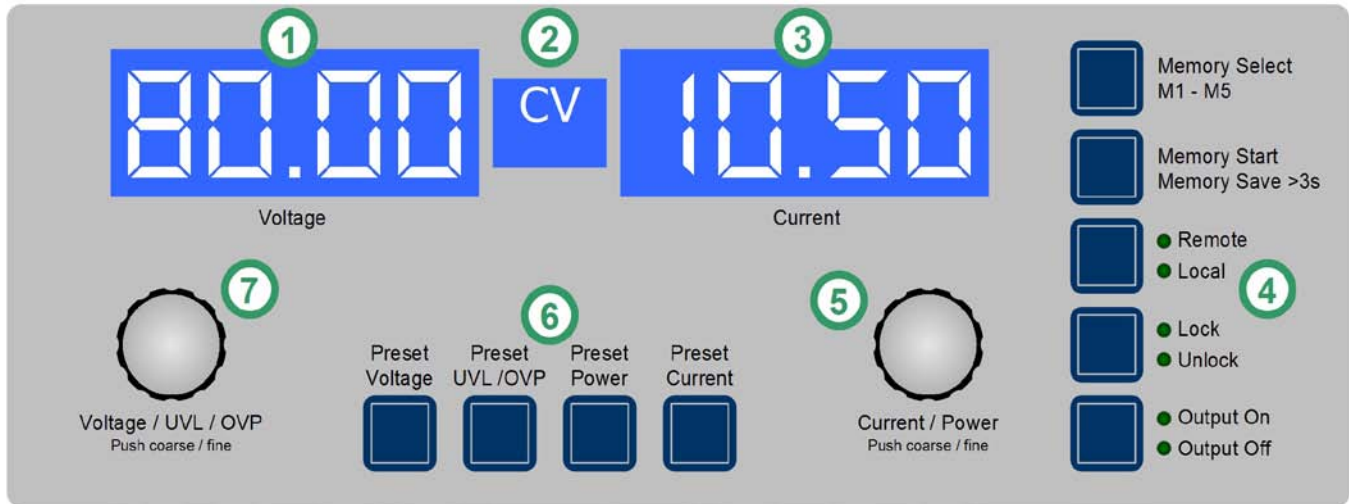 1
2
3
80.00
CV
10.50
Voltage
Current
Memory Select
M1 - M5
Memory Start
Memory Save >3s
Remote
Local
4
Lock
Unlock
Output On
Output Off
7
Voltage / UVL / OVP
Push coarse / fine
6
Preset
Voltage
Preset
UVL /OVP
Preset
Power
Preset
Current
5
Current / Power
Push coarse / fine